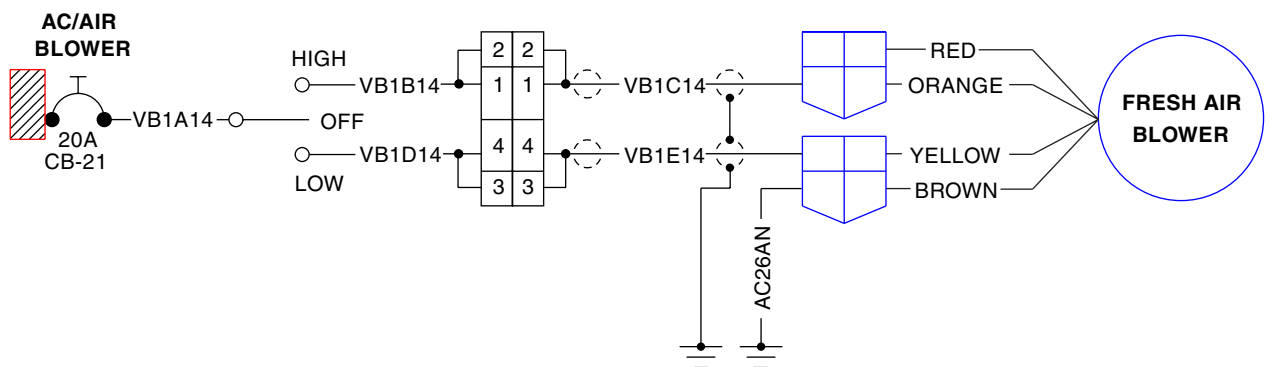 AC/AIR
BLOWER
20A
CB-21
VB1A14
HIGH
OFF
LOW
VB1B14
VB1D14
2 2
1 1
4 4
3 3
VB1C14
VB1E14
AC26AN
RED
ORANGE
YELLOW
BROWN
FRESH AIR
BLOWER